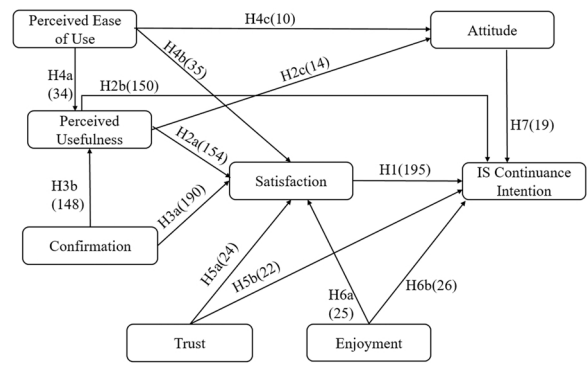 Perceived Ease
of Use
H4c(10)
Attitude
H4b(35)
H2c(14)
H4a
(34)
H2b(150)
Perceived
Usefulness
H2a(154)
H7(19)
H3b
(148)
H3a(190)
Satisfaction
H1(195)
IS Continuance
Intention
Confirmation
H5a(24)
H5b(22)
H6a
(25)
H6b(26)
Trust
Enjoyment